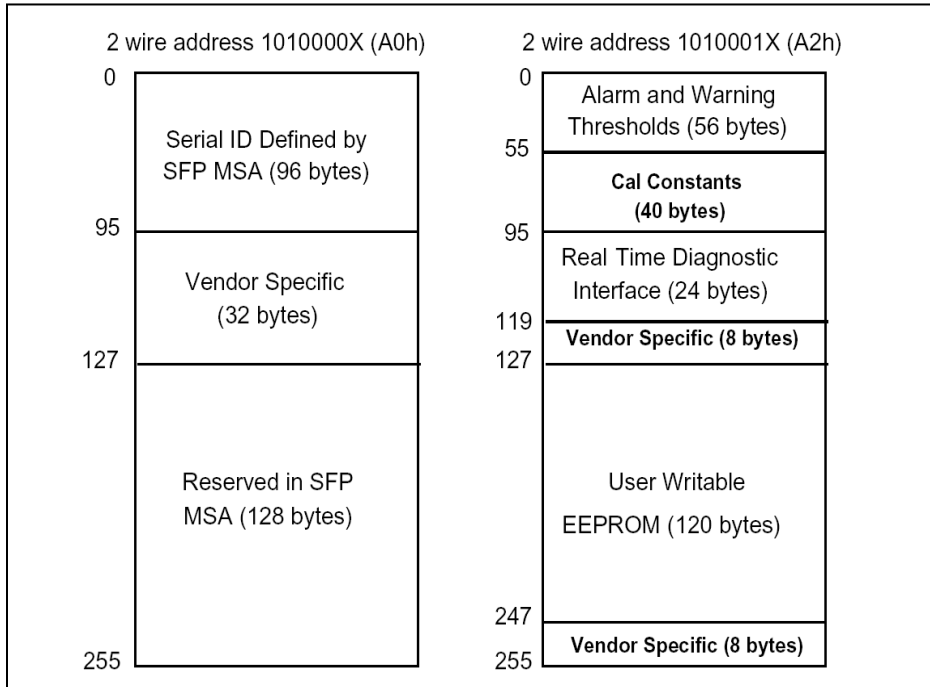 2 wire address 1010000X (A0h)
0
Serial ID Defined by
SFP MSA (96 bytes)
95
Vendor Specific
(32 bytes)
127
Reserved in SFP
MSA (128 bytes)
255
2 wire address 1010001X (A2h)
0
Alarm and Warning
Thresholds (56 bytes)
55
Cal Constants
(40 bytes)
95
Real Time Diagnostic
Interface (24 bytes)
119
Vendor Specific (8 bytes)
127
User Writable
EEPROM (120 bytes)
247
Vendor Specific (8 bytes)
255